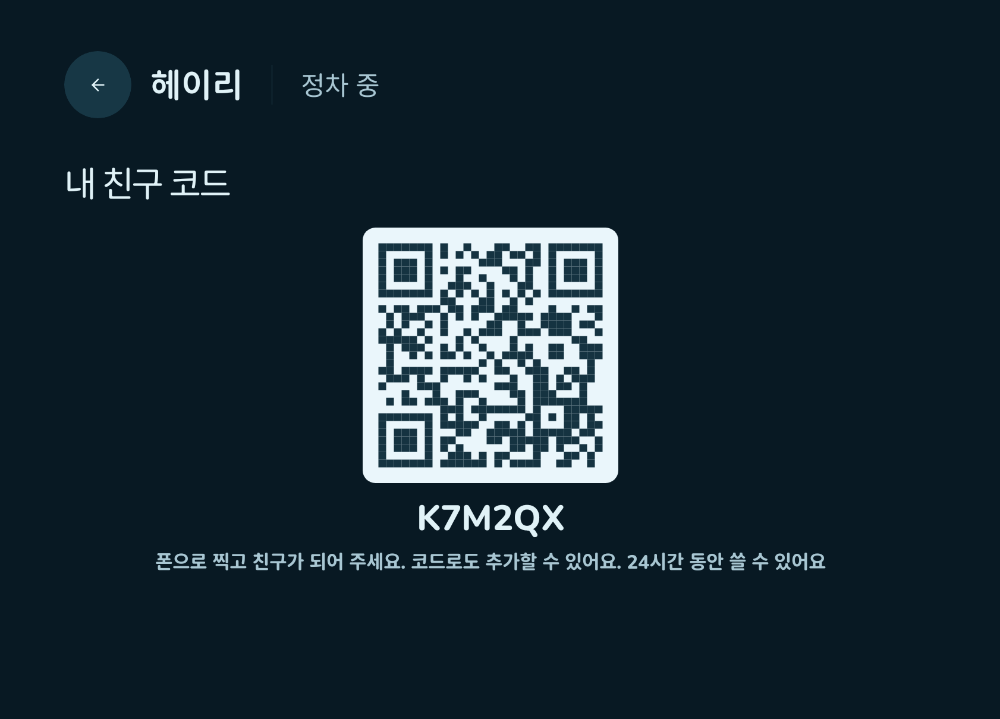 헤이리
정차 중
내 친구 코드
K7M2QX
폰으로 찍고 친구가 되어 주세요. 코드로도 추가할 수 있어요. 24시간 동안 쓸 수 있어요